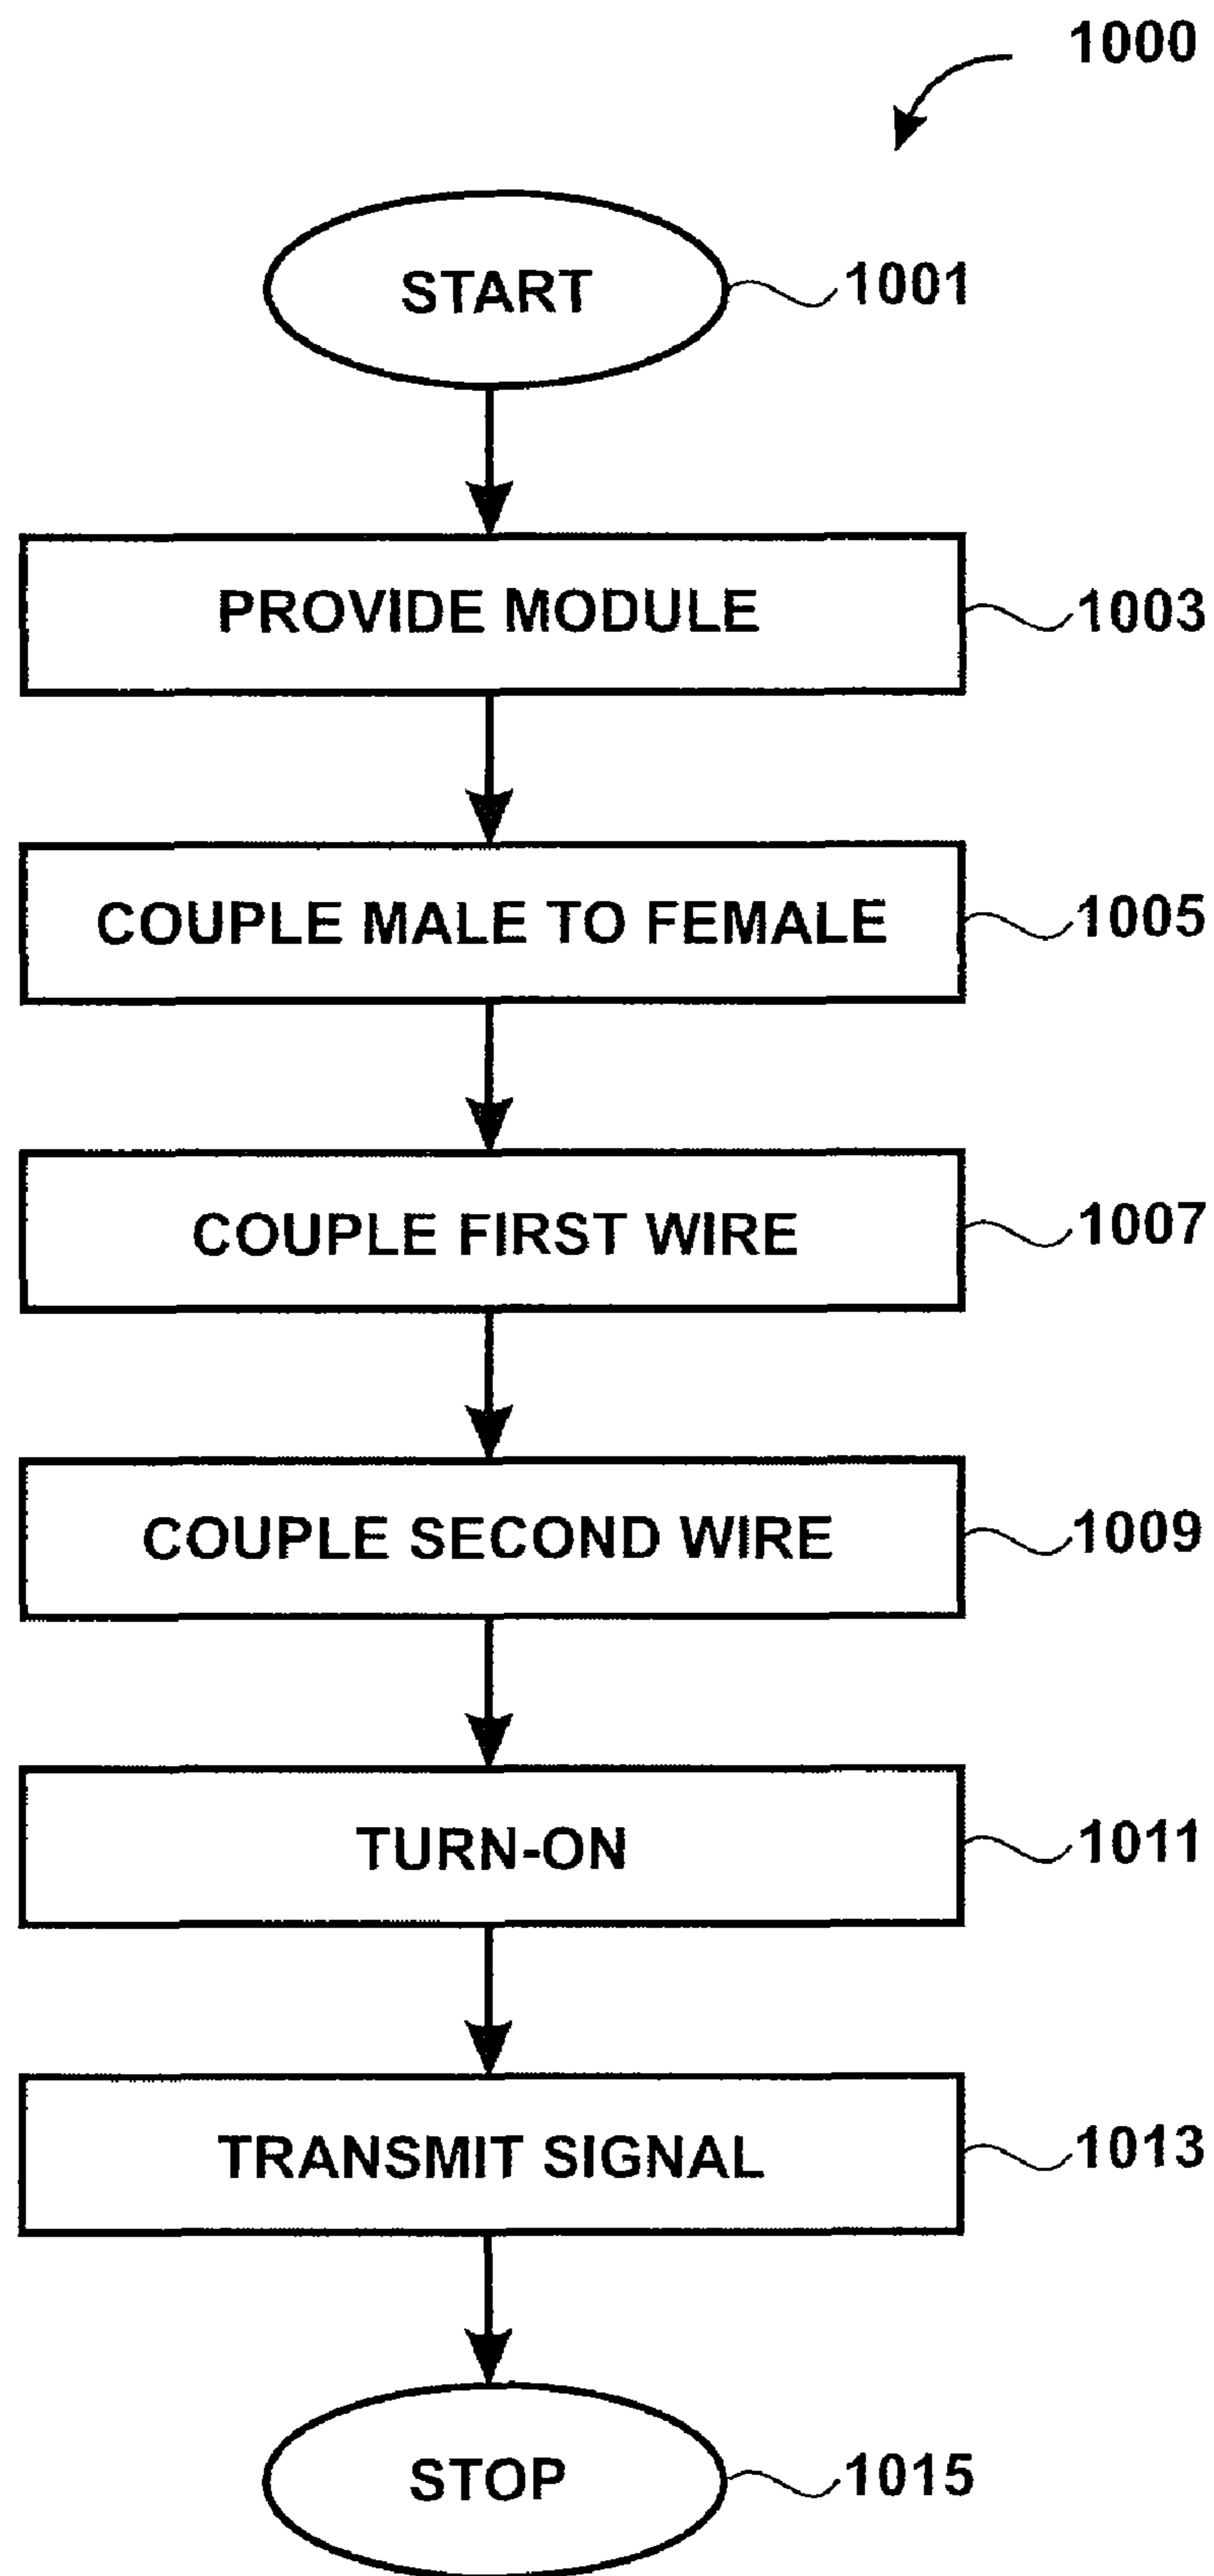 1000
START
1001
PROVIDE MODULE
1003
COUPLE MALE TO FEMALE
1005
COUPLE FIRST WIRE
1007
COUPLE SECOND WIRE
1009
TURN-ON
1011
TRANSMIT SIGNAL
1013
STOP
1015